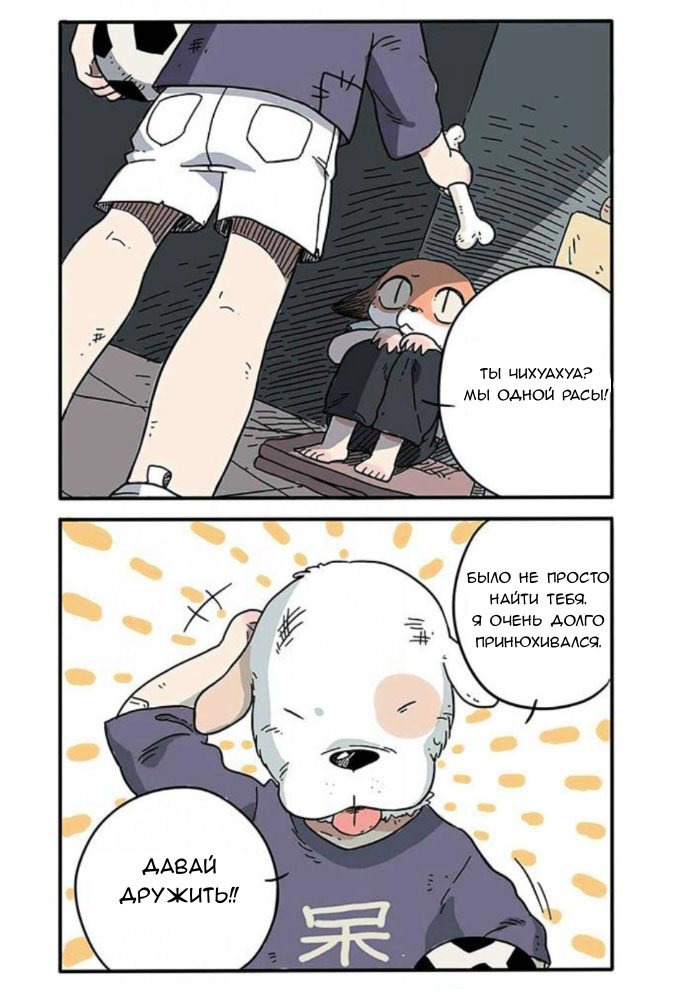 ТЫ ЧИХУАХУА?
МЫ ОДНОЙ РАСЫ!
БЫЛО НЕ ПРОСТО
НАЙТИ ТЕБЯ.
Я ОЧЕНЬ ДОЛГО
ПРИНЮХИВАЛСЯ.
ДАВАЙ
ДРУЖИТЬ!!
呆